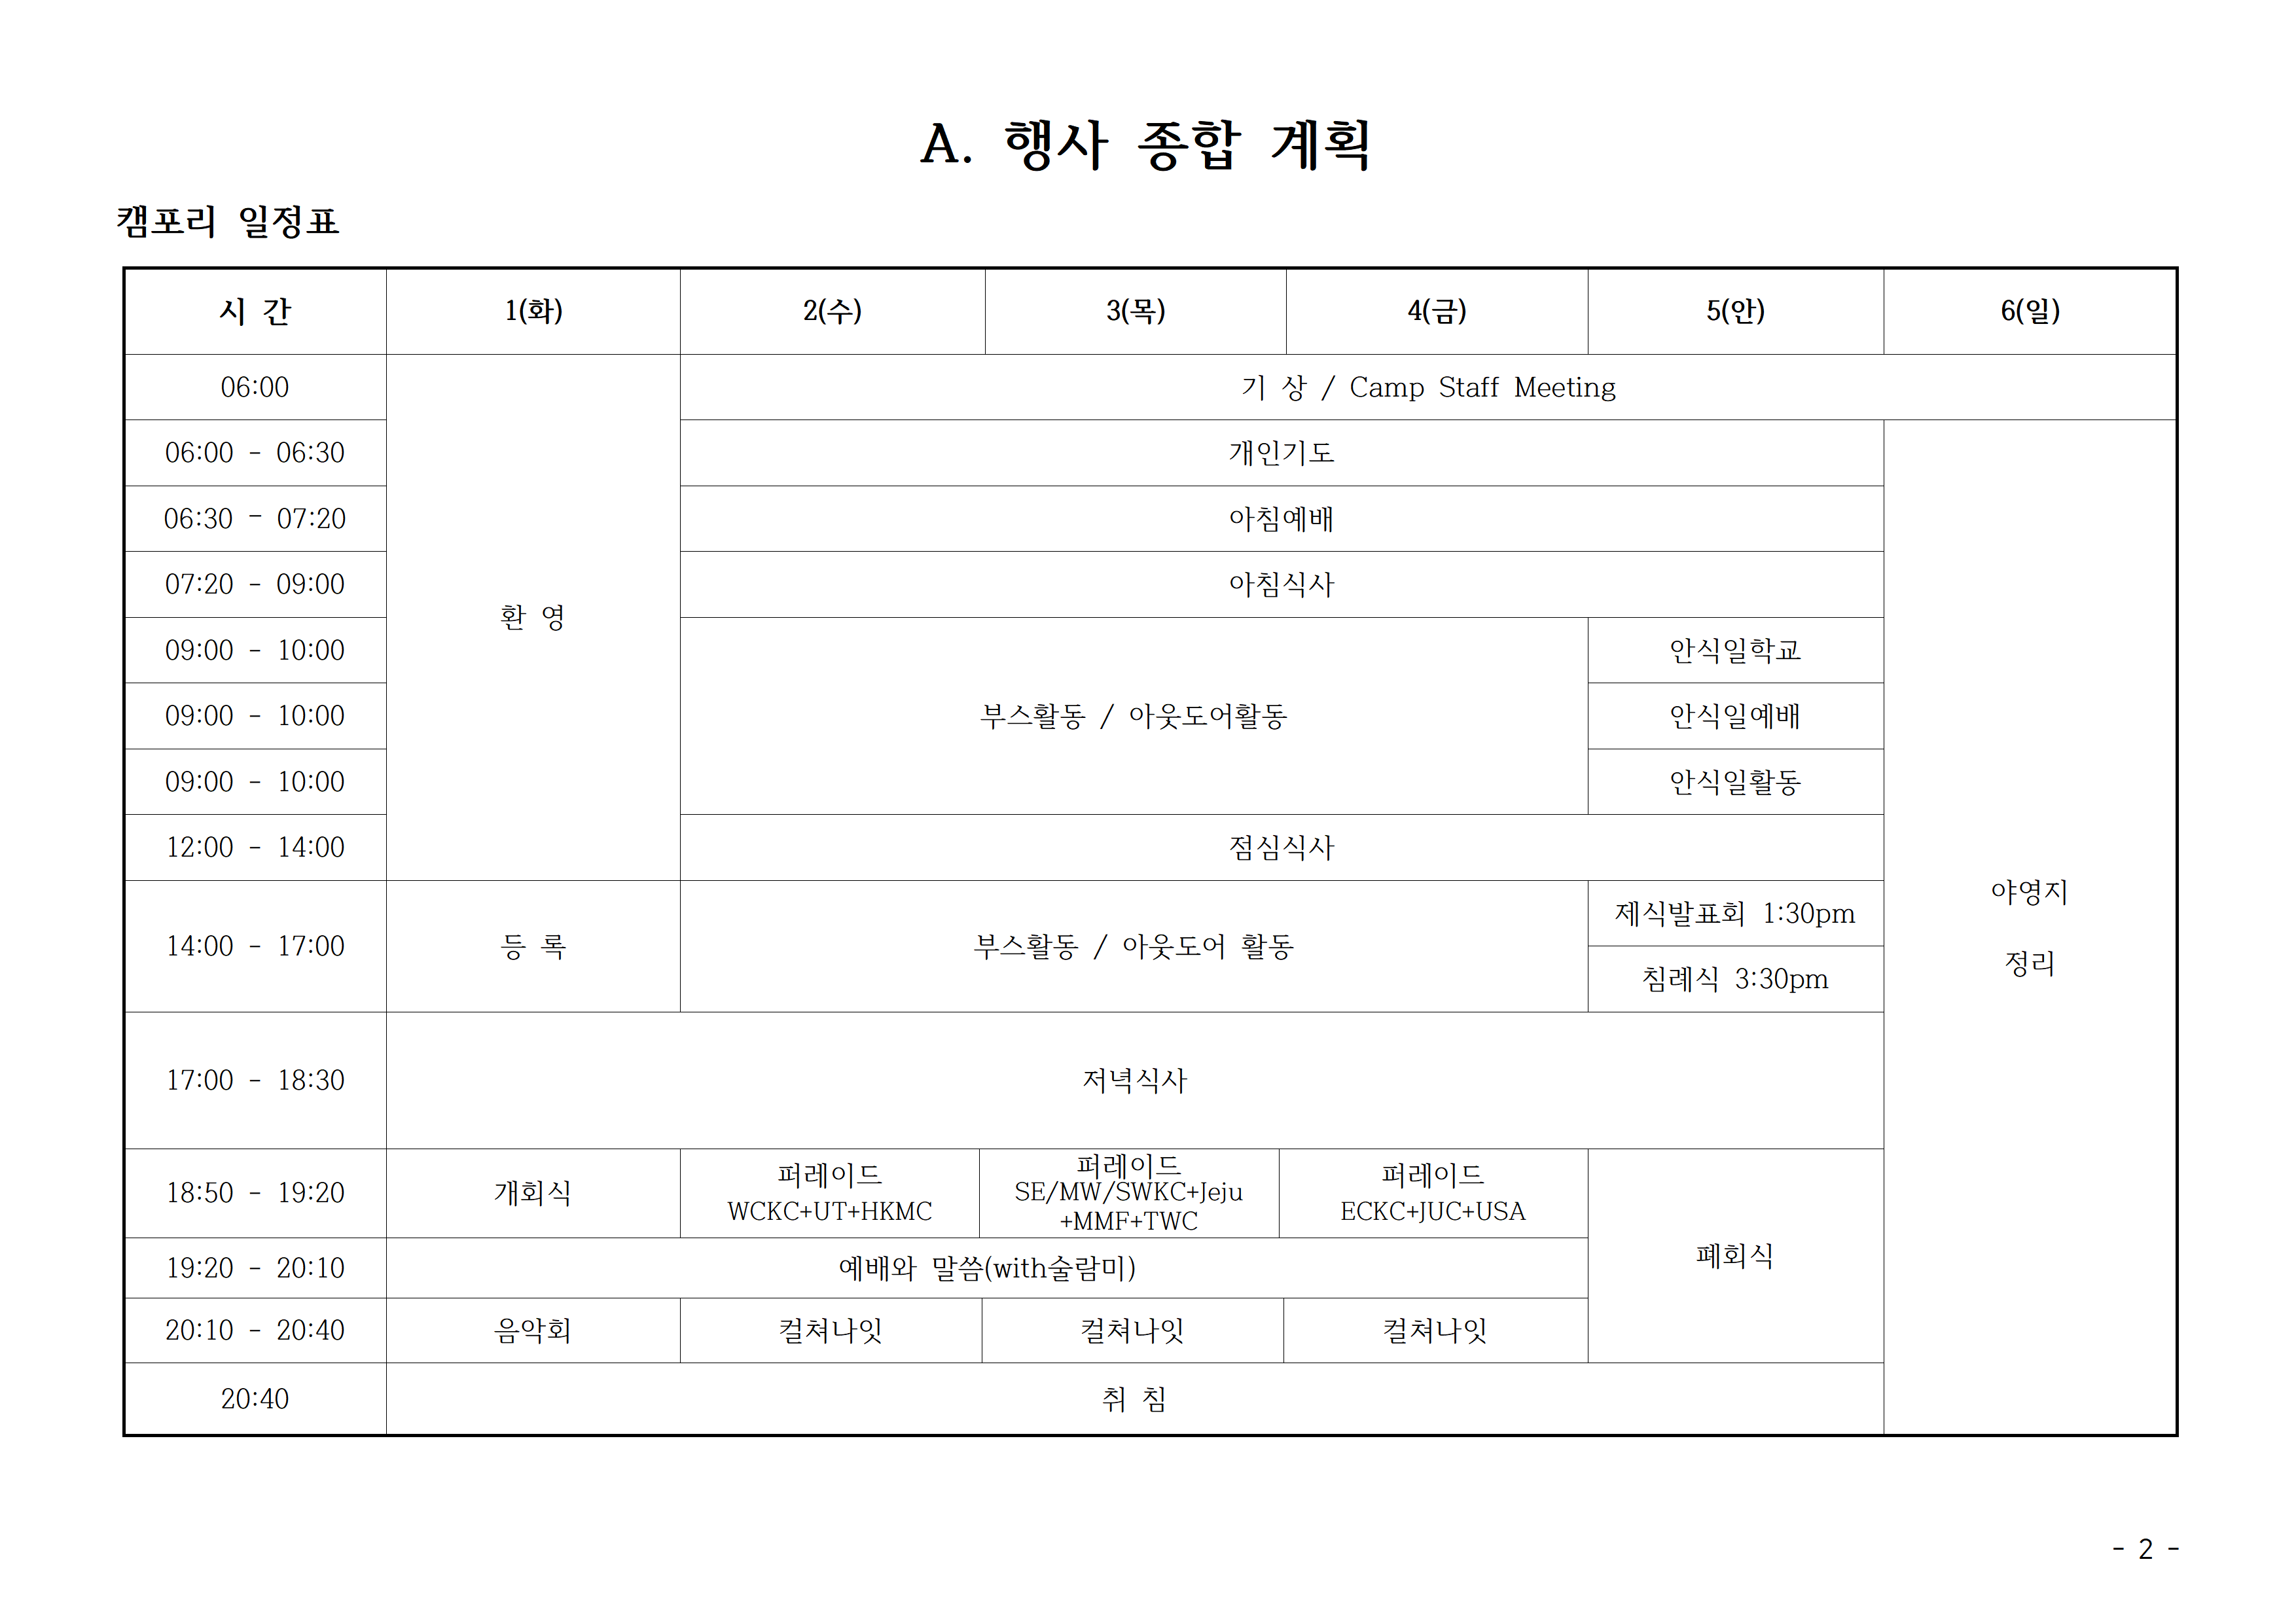 A. 행사 종합 계획
캠포리 일정표
시 간 1(화) 2(수) 3(목) 4(금) 5(안) 6(일)
06:00 기 상 / Camp Staff Meeting
06:00 - 06:30 개인기도
06:30 - 07:20 아침예배
07:20 - 09:00 아침식사
환 영
09:00 - 10:00 안식일학교
09:00 - 10:00 부스활동 / 아웃도어활동 안식일예배
09:00 - 10:00 안식일활동
12:00 - 14:00 점심식사
야영지
정리
14:00 - 17:00 등 록 부스활동 / 아웃도어 활동
제식발표회 1:30pm
침례식 3:30pm
17:00 - 18:30 저녁식사
18:50 - 19:20 개회식
퍼레이드
WCKC+UT+HKMC
퍼레이드
SE/MW/SWKC+Jeju
+MMF+TWC
퍼레이드
ECKC+JUC+USA
폐회식
19:20 - 20:10 예배와 말씀(with술람미)
20:10 - 20:40 음악회 컬쳐나잇 컬쳐나잇 컬쳐나잇
20:40 취 침
- 2 -